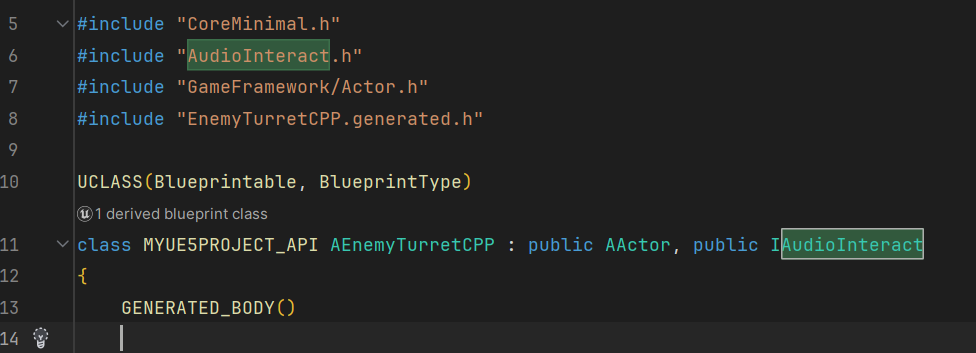 5 #include "CoreMinimal.h"
6 #include "AudioInteract.h"
7 #include "GameFramework/Actor.h"
8 #include "EnemyTurretCPP.generated.h"
9
10 UCLASS(Blueprintable, BlueprintType)
1 derived blueprint class
11 class MYUE5PROJECT_API AEnemyTurretCPP : public AActor, public IAudioInteract
12 {
13 GENERATED_BODY()
14